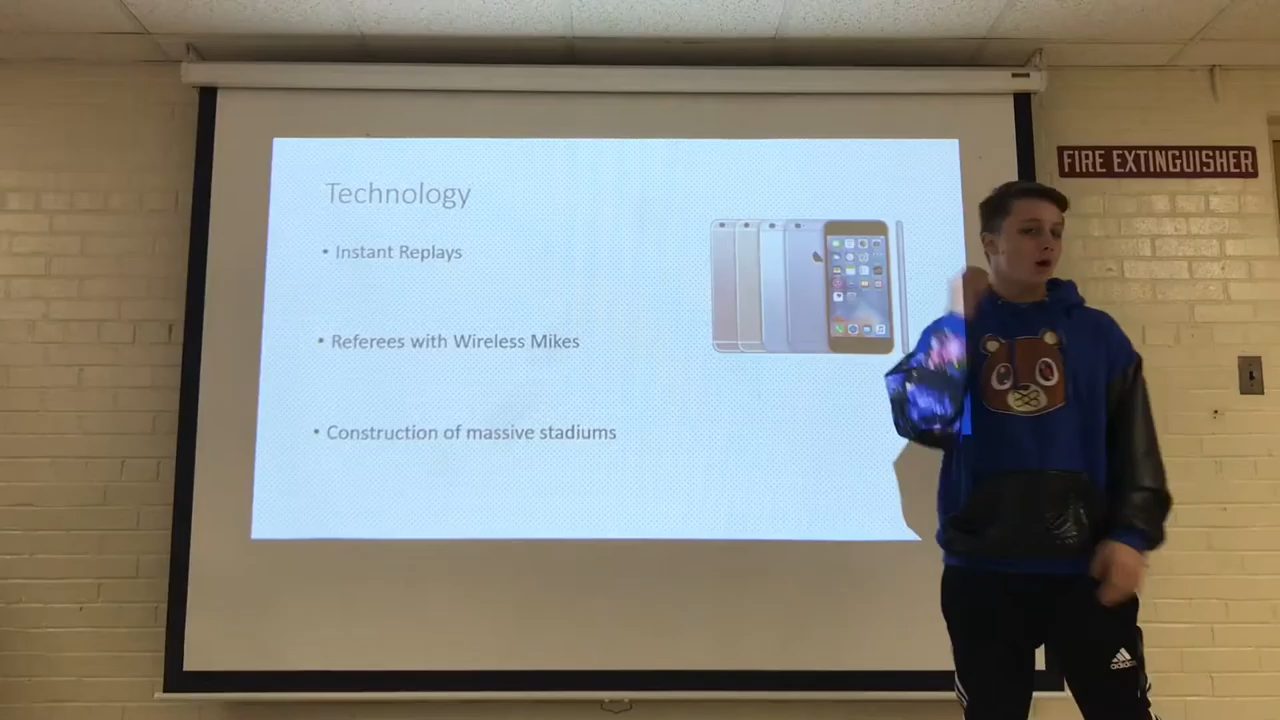 FIRE EXTINGUISHER
Technology
• Instant Replays
• Referees with Wireless Mikes
• Construction of massive stadiums
adidas